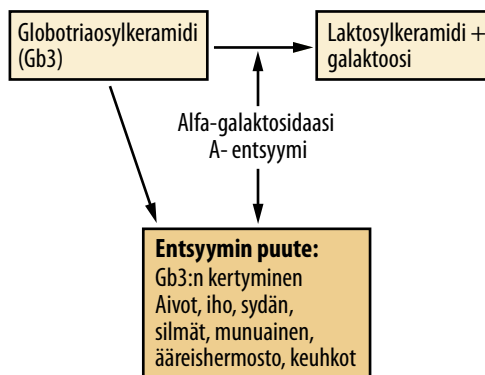 Globotriaosylkeramidi
(Gb3)
Laktosylkeramidi +
galaktoosi
Alfa-galaktosidaasi
A- entsyymi
Entsyymin puute:
Gb3:n kertyminen
Aivot, iho, sydän,
silmät, munuainen,
ääreishermosto, keuhkot